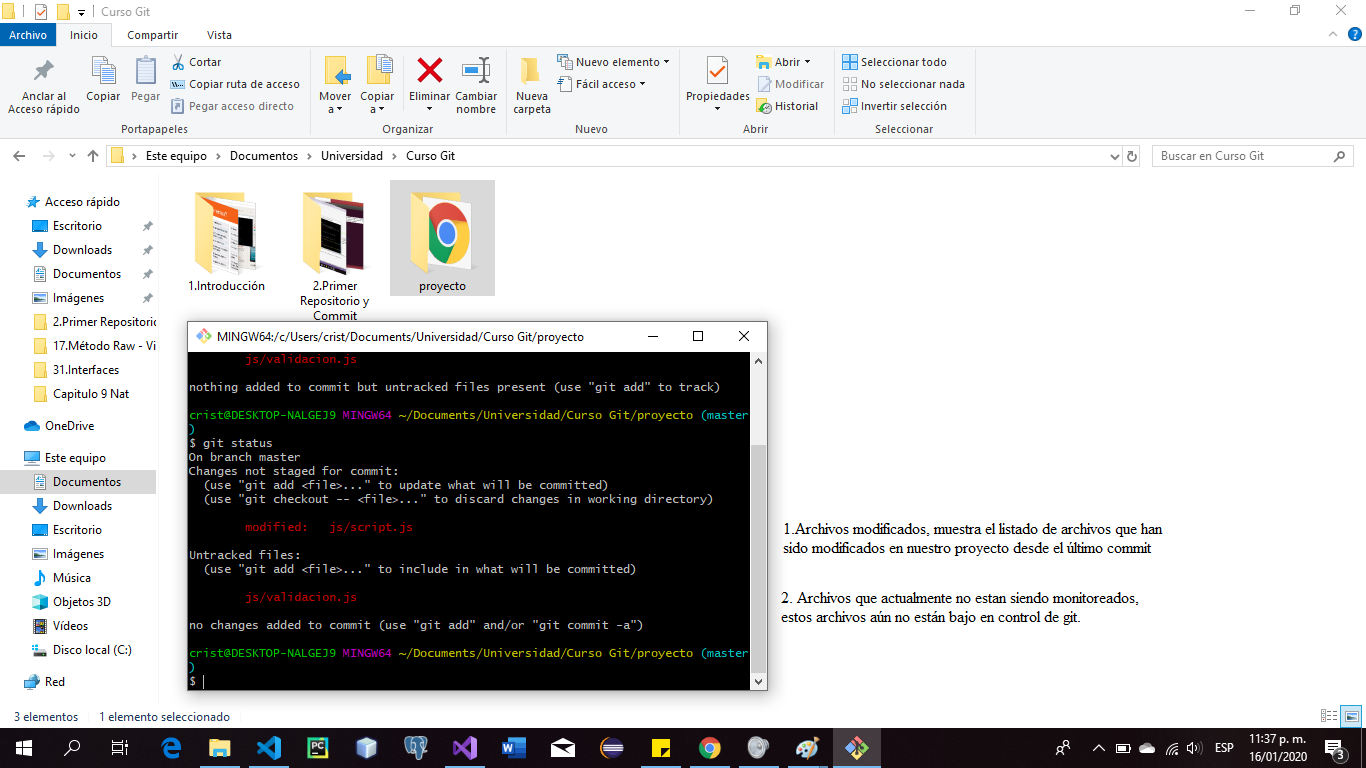 Curso Git
Archivo Inicio Compartir Vista
Anclar al Acceso rápido
Copiar
Pegar
Cortar
Copiar ruta de acceso
Pegar acceso directo
Portapapeles
Mover a
Copiar a
Eliminar
Cambiar nombre
Organizar
Nueva carpeta
Nuevo elemento
Fácil acceso
Nuevo
Propiedades
Abrir
Modificar
Historial
Abrir
Seleccionar todo
No seleccionar nada
Invertir selección
Seleccionar
Este equipo > Documentos > Universidad > Curso Git
Buscar en Curso Git
Acceso rápido
Escritorio
Downloads
Documentos
Imágenes
2.Primer Repositoric
17.Método Raw - Vi
31.Interfaces
Capitulo 9 Nat
OneDrive
Este equipo
Documentos
Downloads
Escritorio
Imágenes
Música
Objetos 3D
Vídeos
Disco local (C:)
Red
1.Introducción
2.Primer
Repositorio y
Commit
proyecto
MINGW64:/c/Users/crist/Documents/Universidad/Curso Git/proyecto
js/validacion.js
nothing added to commit but untracked files present (use "git add" to track)
crist@DESKTOP-NALGEJ9 MINGW64 ~/Documents/Universidad/Curso Git/proyecto (master
)
$ git status
On branch master
Changes not staged for commit:
(use "git add <file>..." to update what will be committed)
(use "git checkout -- <file>..." to discard changes in working directory)
modified: js/script.js
Untracked files:
(use "git add <file>..." to include in what will be committed)
js/validacion.js
no changes added to commit (use "git add" and/or "git commit -a")
crist@DESKTOP-NALGEJ9 MINGW64 ~/Documents/Universidad/Curso Git/proyecto (master
)
$
1.Archivos modificados, muestra el listado de archivos que han
sido modificados en nuestro proyecto desde el último commit
2. Archivos que actualmente no estan siendo monitoreados,
estos archivos aún no están bajo en control de git.
3 elementos 1 elemento seleccionado
ESP
11:37 p. m.
16/01/2020
3